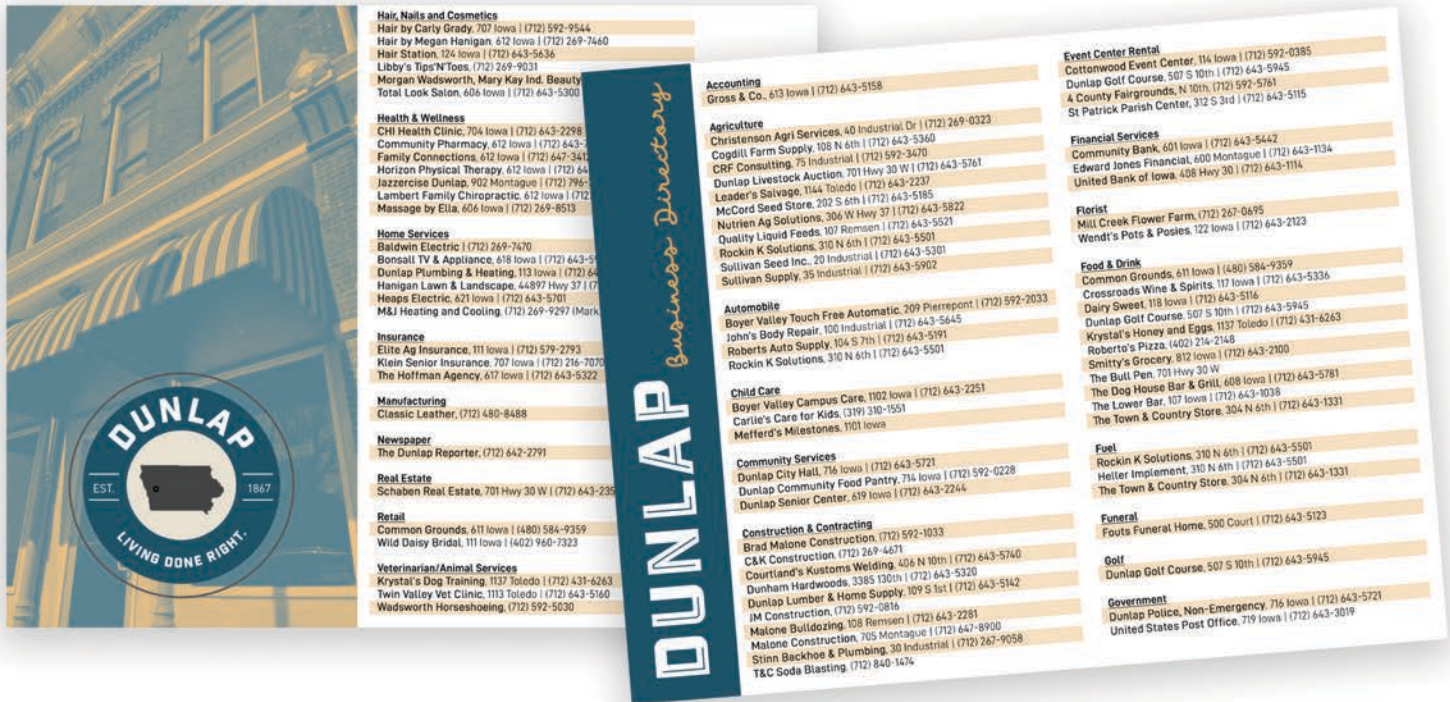 DUNLAP
EST. 1867
LIVING DONE RIGHT.
Hair, Nails and Cosmetics
Hair by Carly Grady, 707 Iowa | (712) 592-9544
Hair by Megan Hanigan, 612 Iowa | (712) 269-7460
Hair Station, 124 Iowa | (712) 643-5636
Libby's Tips'N'Toes, (712) 269-9031
Morgan Wadsworth, Mary Kay Ind. Beauty
Total Look Salon, 606 Iowa | (712) 643-5300
Health & Wellness
CHI Health Clinic, 704 Iowa | (712) 643-2298
Community Pharmacy, 612 Iowa | (712) 643-
Family Connections, 612 Iowa | (712) 647-3412
Horizon Physical Therapy, 612 Iowa | (712) 64
Jazzercise Dunlap, 902 Montague | (712) 796-
Lambert Family Chiropractic, 612 Iowa | (712)
Massage by Ella, 606 Iowa | (712) 269-8513
Home Services
Baldwin Electric | (712) 269-7470
Bonsall TV & Appliance, 618 Iowa | (712) 643-5
Dunlap Plumbing & Heating, 113 Iowa | (712) 64
Hanigan Lawn & Landscape, 44897 Hwy 37 | (7
Heaps Electric, 621 Iowa | (712) 643-5701
M&J Heating and Cooling, (712) 269-9297 (Mark
Insurance
Elite Ag Insurance, 111 Iowa | (712) 579-2793
Klein Senior Insurance, 707 Iowa | (712) 216-7070
The Hoffman Agency, 617 Iowa | (712) 643-5322
Manufacturing
Classic Leather, (712) 480-8488
Newspaper
The Dunlap Reporter, (712) 642-2791
Real Estate
Schaben Real Estate, 701 Hwy 30 W | (712) 643-235
Retail
Common Grounds, 611 Iowa | (480) 584-9359
Wild Daisy Bridal, 111 Iowa | (402) 960-7323
Veterinarian/Animal Services
Krystal's Dog Training, 1137 Toledo | (712) 431-6263
Twin Valley Vet Clinic, 1113 Toledo | (712) 643-5160
Wadsworth Horseshoeing, (712) 592-5030
DUNLAP
Business Directory
Accounting
Gross & Co., 613 Iowa | (712) 643-5158
Agriculture
Christenson Agri Services, 40 Industrial Dr | (712) 269-0323
Cogdill Farm Supply, 108 N 6th | (712) 643-5360
CRF Consulting, 75 Industrial | (712) 592-3470
Dunlap Livestock Auction, 701 Hwy 30 W | (712) 643-5761
Leader's Salvage, 1144 Toledo | (712) 643-2237
McCord Seed Store, 202 S 6th | (712) 643-5185
Nutrien Ag Solutions, 306 W Hwy 37 | (712) 643-5822
Quality Liquid Feeds, 107 Remsen | (712) 643-5521
Rockin K Solutions, 310 N 6th | (712) 643-5501
Sullivan Seed Inc., 20 Industrial | (712) 643-5301
Sullivan Supply, 35 Industrial | (712) 643-5902
Automobile
Boyer Valley Touch Free Automatic, 209 Pierrepont | (712) 592-2033
John's Body Repair, 100 Industrial | (712) 643-5645
Roberts Auto Supply, 104 S 7th | (712) 643-5191
Rockin K Solutions, 310 N 6th | (712) 643-5501
Child Care
Boyer Valley Campus Care, 1102 Iowa | (712) 643-2251
Carlie's Care for Kids, (319) 310-1551
Mefferd's Milestones, 1101 Iowa
Community Services
Dunlap City Hall, 716 Iowa | (712) 643-5721
Dunlap Community Food Pantry, 714 Iowa | (712) 592-0228
Dunlap Senior Center, 619 Iowa | (712) 643-2244
Construction & Contracting
Brad Malone Construction, (712) 592-1033
C&K Construction, (712) 269-4671
Courtland's Kustoms Welding, 406 N 10th | (712) 643-5740
Dunham Hardwoods, 3385 130th | (712) 643-5320
Dunlap Lumber & Home Supply, 109 S 1st | (712) 643-5142
JM Construction, (712) 592-0816
Malone Bulldozing, 108 Remsen | (712) 643-2281
Malone Construction, 705 Montague | (712) 647-8900
Stinn Backhoe & Plumbing, 30 Industrial | (712) 267-9058
T&C Soda Blasting, (712) 840-1474
Event Center Rental
Cottonwood Event Center, 114 Iowa | (712) 592-0385
Dunlap Golf Course, 507 S 10th | (712) 643-5945
4 County Fairgrounds, N 10th, (712) 592-5761
St Patrick Parish Center, 312 S 3rd | (712) 643-5115
Financial Services
Community Bank, 601 Iowa | (712) 643-5442
Edward Jones Financial, 600 Montague | (712) 643-1134
United Bank of Iowa, 408 Hwy 30 | (712) 643-1114
Florist
Mill Creek Flower Farm, (712) 267-0695
Wendt's Pots & Posies, 122 Iowa | (712) 643-2123
Food & Drink
Common Grounds, 611 Iowa | (480) 584-9359
Crossroads Wine & Spirits, 117 Iowa | (712) 643-5336
Dairy Sweet, 118 Iowa | (712) 643-5116
Dunlap Golf Course, 507 S 10th | (712) 643-5945
Krystal's Honey and Eggs, 1137 Toledo | (712) 431-6263
Roberto's Pizza, (402) 214-2148
Smitty's Grocery, 812 Iowa | (712) 643-2100
The Bull Pen, 701 Hwy 30 W
The Dog House Bar & Grill, 608 Iowa | (712) 643-5781
The Lower Bar, 107 Iowa | (712) 643-1038
The Town & Country Store, 304 N 6th | (712) 643-1331
Fuel
Rockin K Solutions, 310 N 6th | (712) 643-5501
Heller Implement, 310 N 6th | (712) 643-5501
The Town & Country Store, 304 N 6th | (712) 643-1331
Funeral
Fouts Funeral Home, 500 Court | (712) 643-5123
Golf
Dunlap Golf Course, 507 S 10th | (712) 643-5945
Government
Dunlap Police, Non-Emergency, 716 Iowa | (712) 643-5721
United States Post Office, 719 Iowa | (712) 643-3019